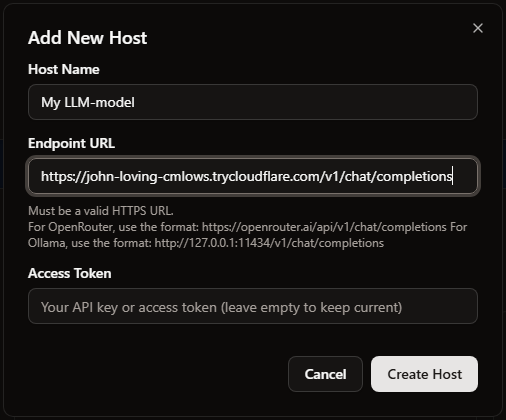 Add New Host
Host Name
My LLM-model
Endpoint URL
https://john-loving-cmlows.trycloudflare.com/v1/chat/completions
Must be a valid HTTPS URL.
For OpenRouter, use the format: https://openrouter.ai/api/v1/chat/completions For
Ollama, use the format: http://127.0.0.1:11434/v1/chat/completions
Access Token
Your API key or access token (leave empty to keep current)
Cancel
Create Host